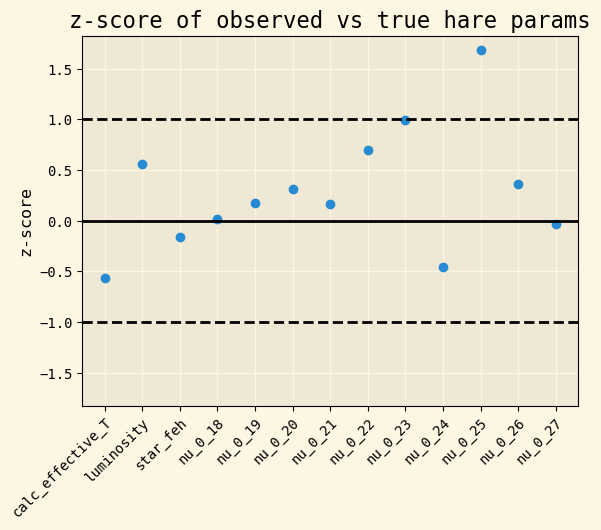 z-score of observed vs true hare params
z-score
1.5
1.0
0.5
0.0
−0.5
−1.0
−1.5
calc_effective_T
luminosity
star_feh
nu_0_18
nu_0_19
nu_0_20
nu_0_21
nu_0_22
nu_0_23
nu_0_24
nu_0_25
nu_0_26
nu_0_27